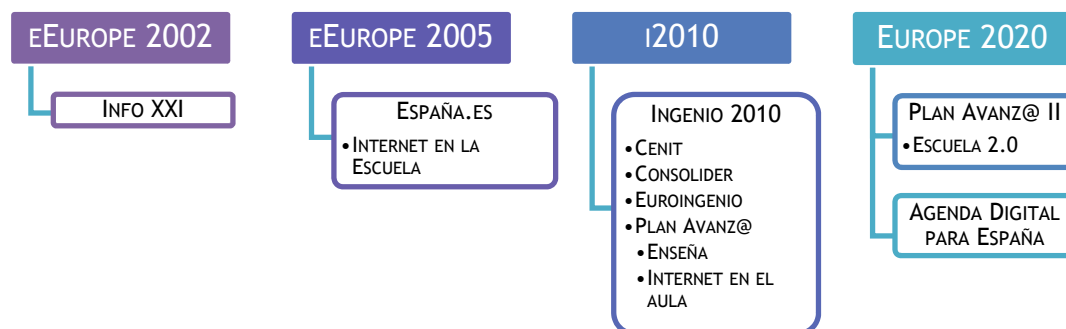 eEurope 2002
Info XXI
eEurope 2005
España.es
•Internet en la
Escuela
i2010
Ingenio 2010
•Cenit
•Consolider
•Euroingenio
•Plan Avanz@
•Enseña
•Internet en el
aula
Europe 2020
Plan Avanz@ II
•Escuela 2.0
Agenda Digital
para España